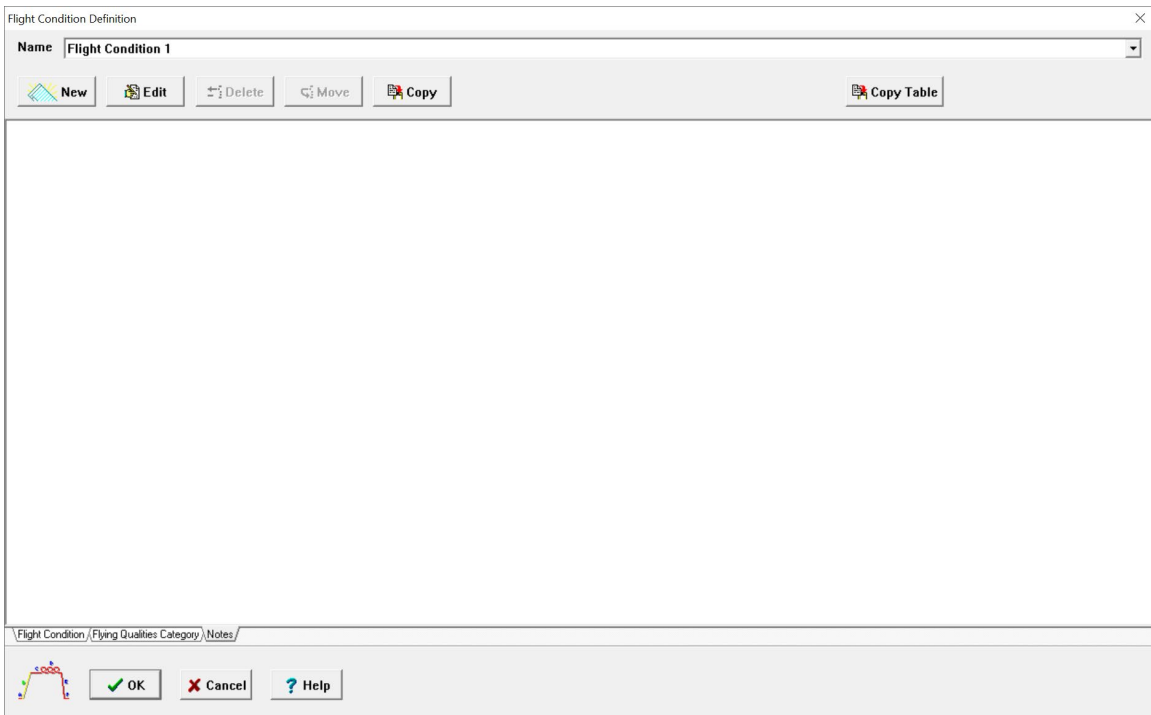 Flight Condition Definition
Name Flight Condition 1
New Edit Delete Move Copy Copy Table
Flight Condition Flying Qualities Category Notes
OK Cancel ? Help